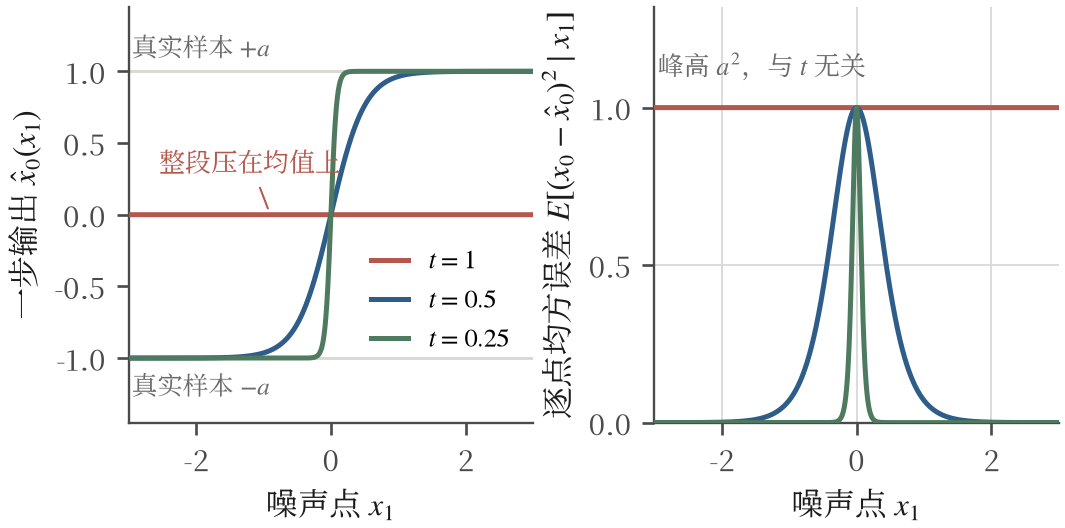 真实样本 +a
整段压在均值上
t = 1
t = 0.5
t = 0.25
真实样本 −a
1.0
0.5
0.0
-0.5
-1.0
-2
0
2
噪声点 x₁
一步输出 x̂₀(x₁)
峰高 a²，与 t 无关
1.0
0.5
0.0
-2
0
2
噪声点 x₁
逐点均方误差 E[(x₀ − x̂₀)² | x₁]